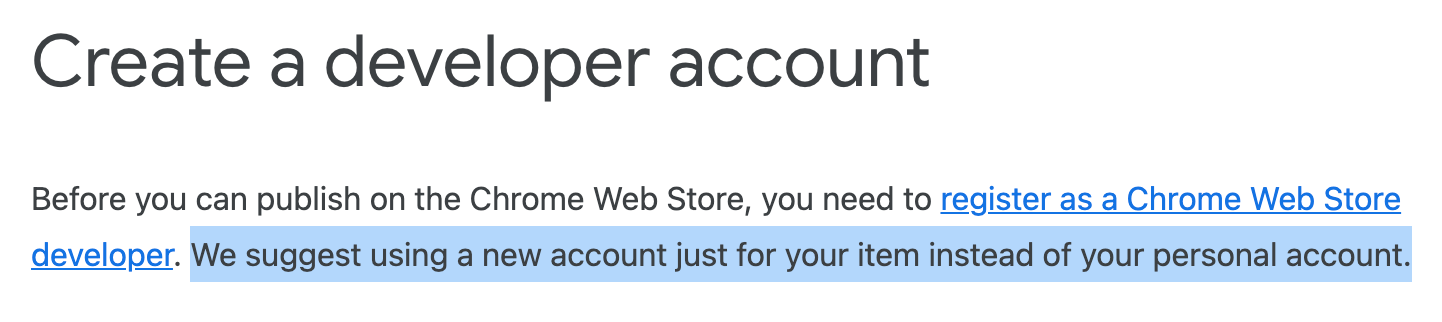 Create a developer account
Before you can publish on the Chrome Web Store, you need to register as a Chrome Web Store
developer. We suggest using a new account just for your item instead of your personal account.